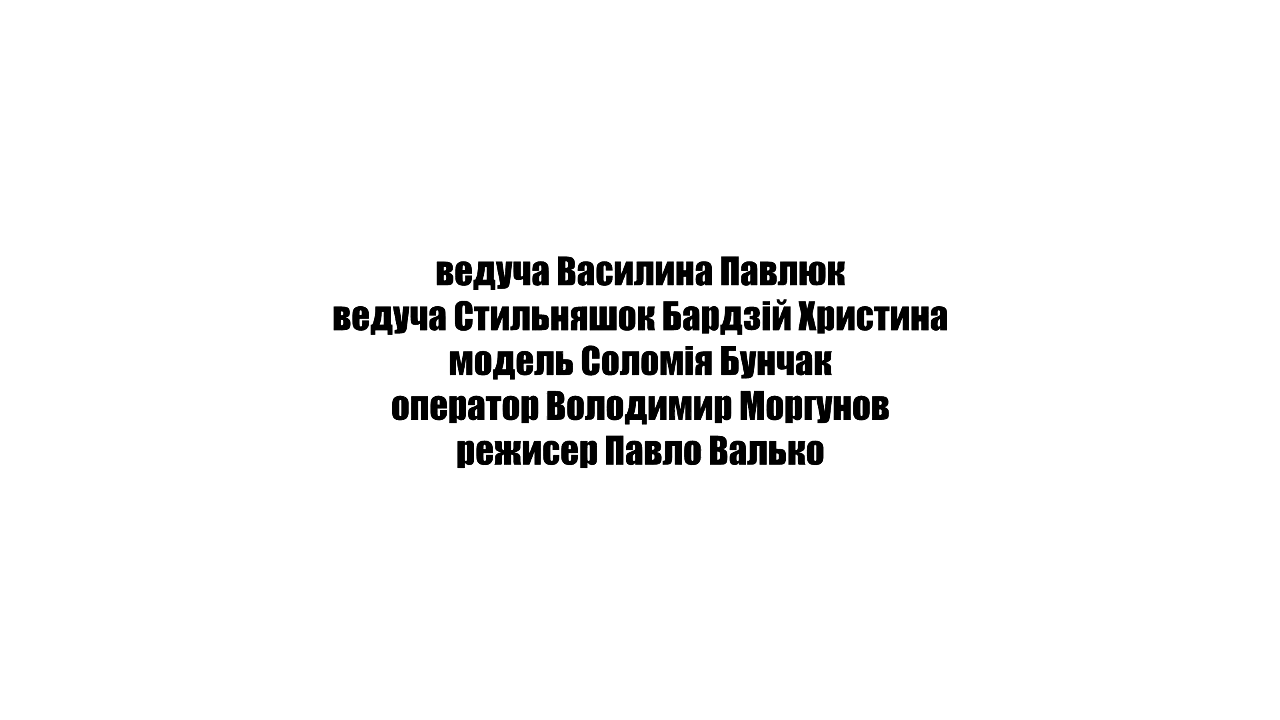 ведуча Василина Павлюк
ведуча Стильняшок Бардзій Христина
модель Соломія Бунчак
оператор Володимир Моргунов
режисер Павло Валько